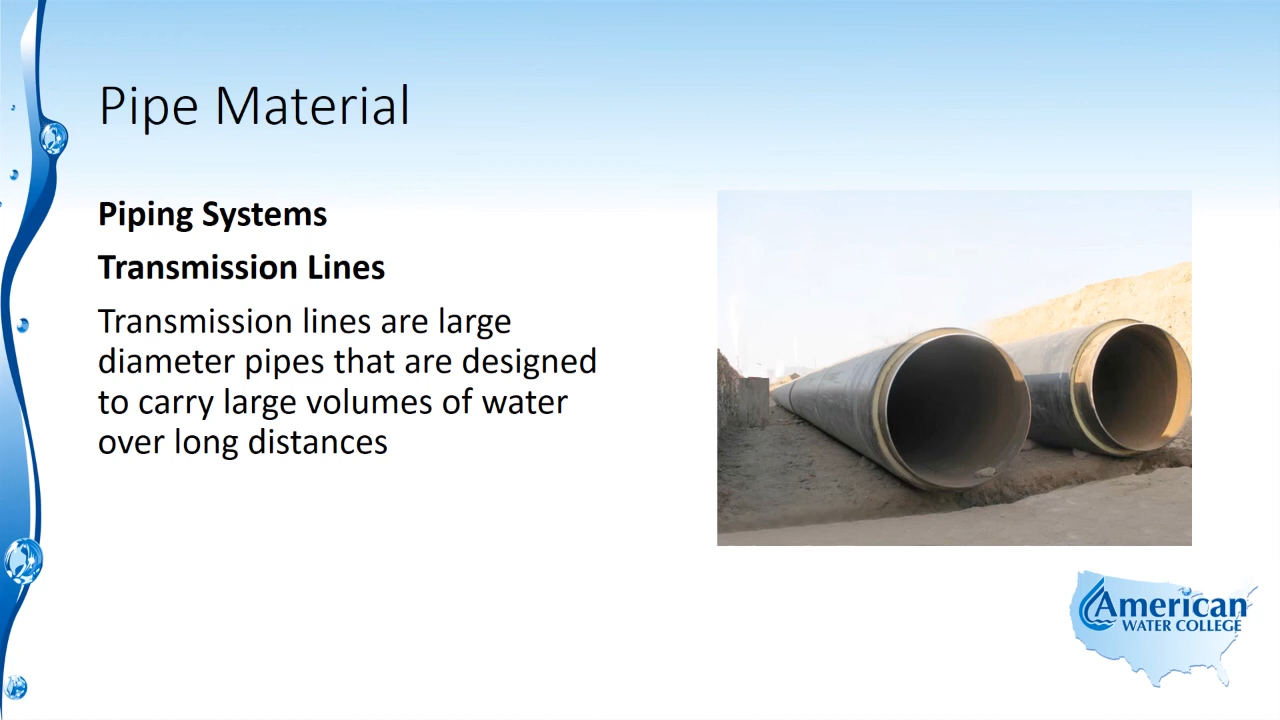 Pipe Material
Piping Systems
Transmission Lines
Transmission lines are large
diameter pipes that are designed
to carry large volumes of water
over long distances
American
WATER COLLEGE